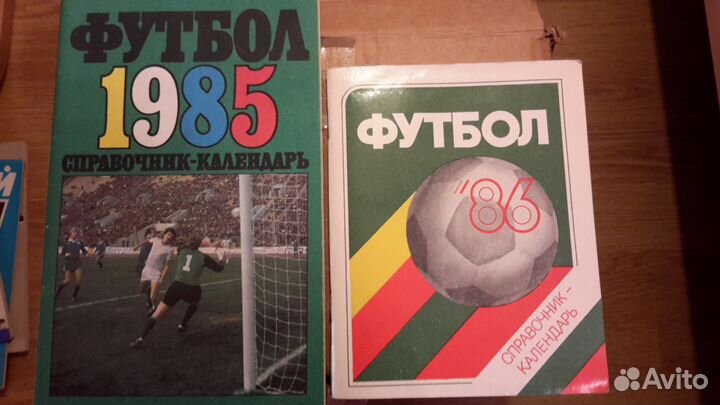 ФУТБОЛ
1985
СПРАВОЧНИК-КАЛЕНДАРЬ
1
ФУТБОЛ
"86
СПРАВОЧНИК-
КАЛЕНДАРЬ
Avito